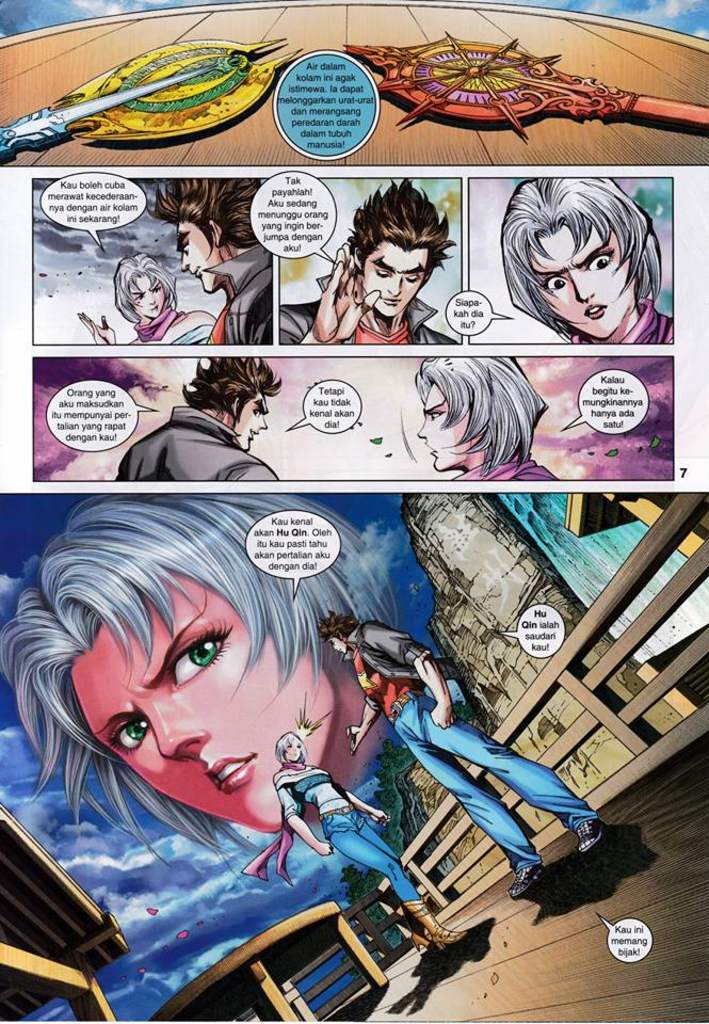 Air dalam
kolam ini agak
istimewa. Ia dapat
melonggarkan urat-urat
dan merangsang
peredaran darah
dalam tubuh
manusia!
Kau boleh cuba
merawat kecederaan-
nya dengan air kolam
ini sekarang!
Tak
payahlah!
Aku sedang
menunggu orang
yang ingin ber-
jumpa dengan
aku!
Siapa-
kah dia
itu?
Orang yang
aku maksudkan
itu mempunyai per-
talian yang rapat
dengan kau!
Tetapi
kau tidak
kenal akan
dia!
Kalau
begitu ke-
mungkinannya
hanya ada
satu!
7
Kau kenal
akan Hu Qin. Oleh
itu kau pasti tahu
akan pertalian aku
dengan dia!
Hu
Qin ialah
saudari
kau!
Kau ini
memang
bijak!